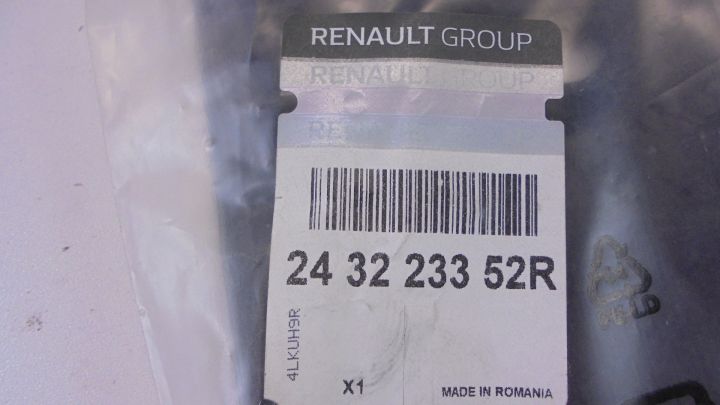 RENAULT GROUP
RENAULT GROUP
24 32 233 52R
4LKUH9R
X1
MADE IN ROMANIA